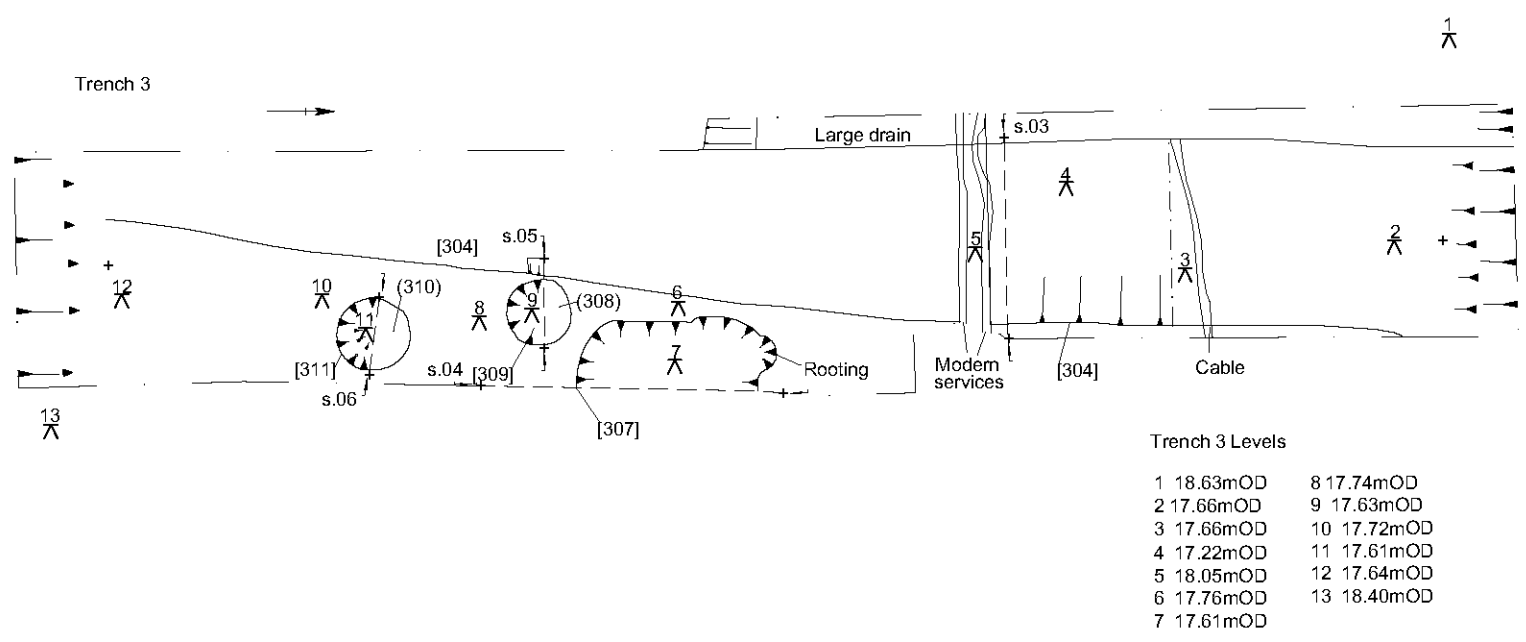 1
Trench 3
Large drain
s.03
4
[304]
s.05
5
2
3
12
10
(310)
8
9
(308)
6
11
7
[311]
s.04
[309]
Rooting
Modern
services
[304]
Cable
s.06
13
[307]
Trench 3 Levels
1 18.63mOD
2 17.66mOD
3 17.66mOD
4 17.22mOD
5 18.05mOD
6 17.76mOD
7 17.61mOD
8 17.74mOD
9 17.63mOD
10 17.72mOD
11 17.61mOD
12 17.64mOD
13 18.40mOD